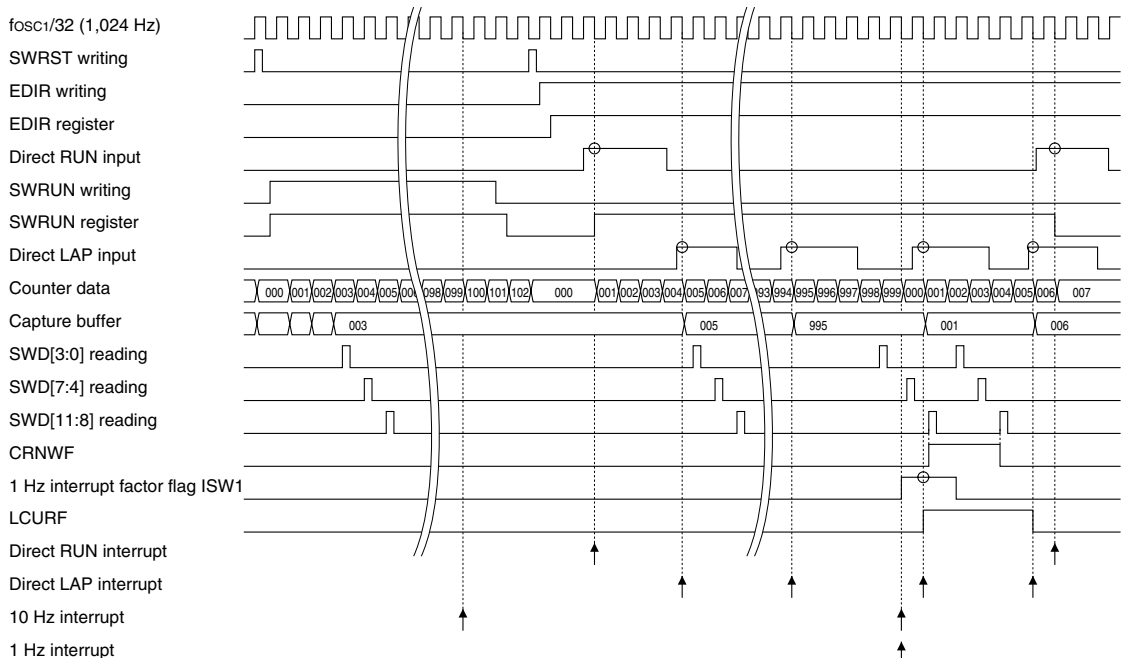 fOSC1/32 (1,024 Hz)
SWRST writing
EDIR writing
EDIR register
Direct RUN input
SWRUN writing
SWRUN register
Direct LAP input
Counter data 000 001 002 003 004 005 006 098 099 100 101 102 000 001 002 003 004 005 006 007 993 994 995 996 997 998 999 000 001 002 003 004 005 006 007
Capture buffer 003 005 995 001 006
SWD[3:0] reading
SWD[7:4] reading
SWD[11:8] reading
CRNWF
1 Hz interrupt factor flag ISW1
LCURF
Direct RUN interrupt
Direct LAP interrupt
10 Hz interrupt
1 Hz interrupt